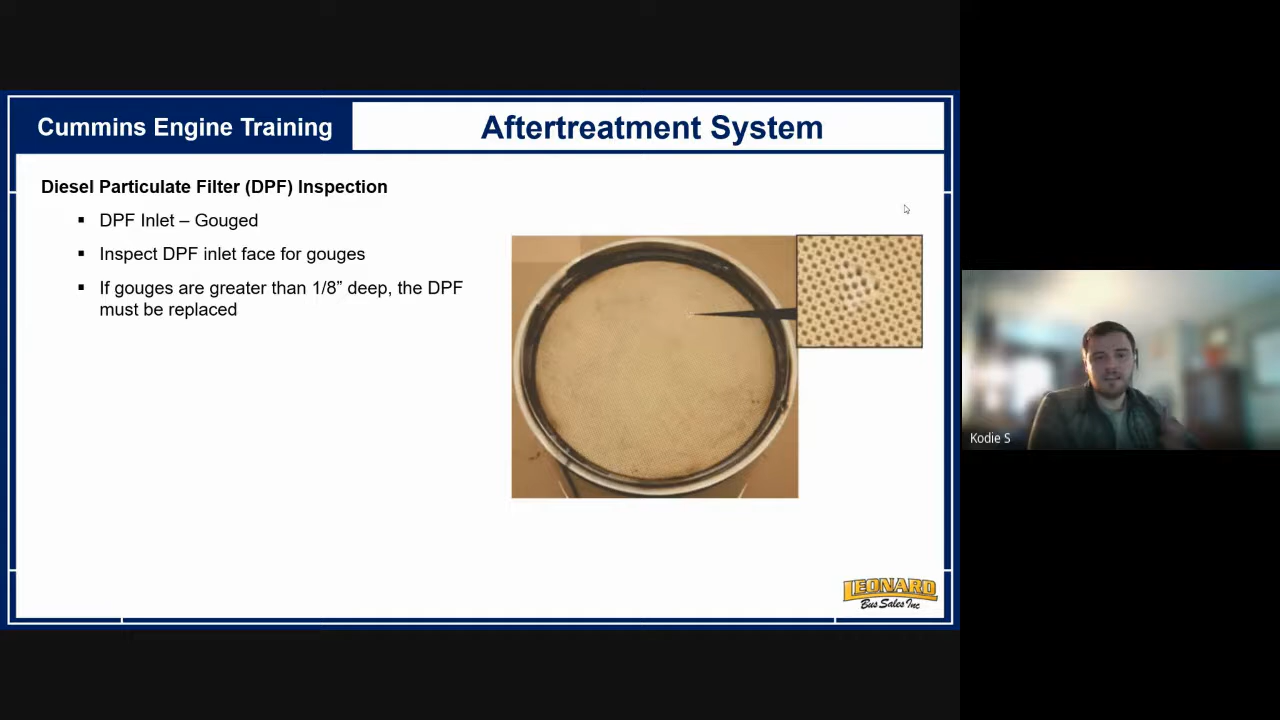 Cummins Engine Training
Aftertreatment System
Diesel Particulate Filter (DPF) Inspection
▪ DPF Inlet – Gouged
▪ Inspect DPF inlet face for gouges
▪ If gouges are greater than 1/8” deep, the DPF
must be replaced
Kodie S
LEONARD
Bus Sales Inc